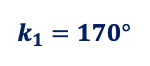 k₁ = 170°